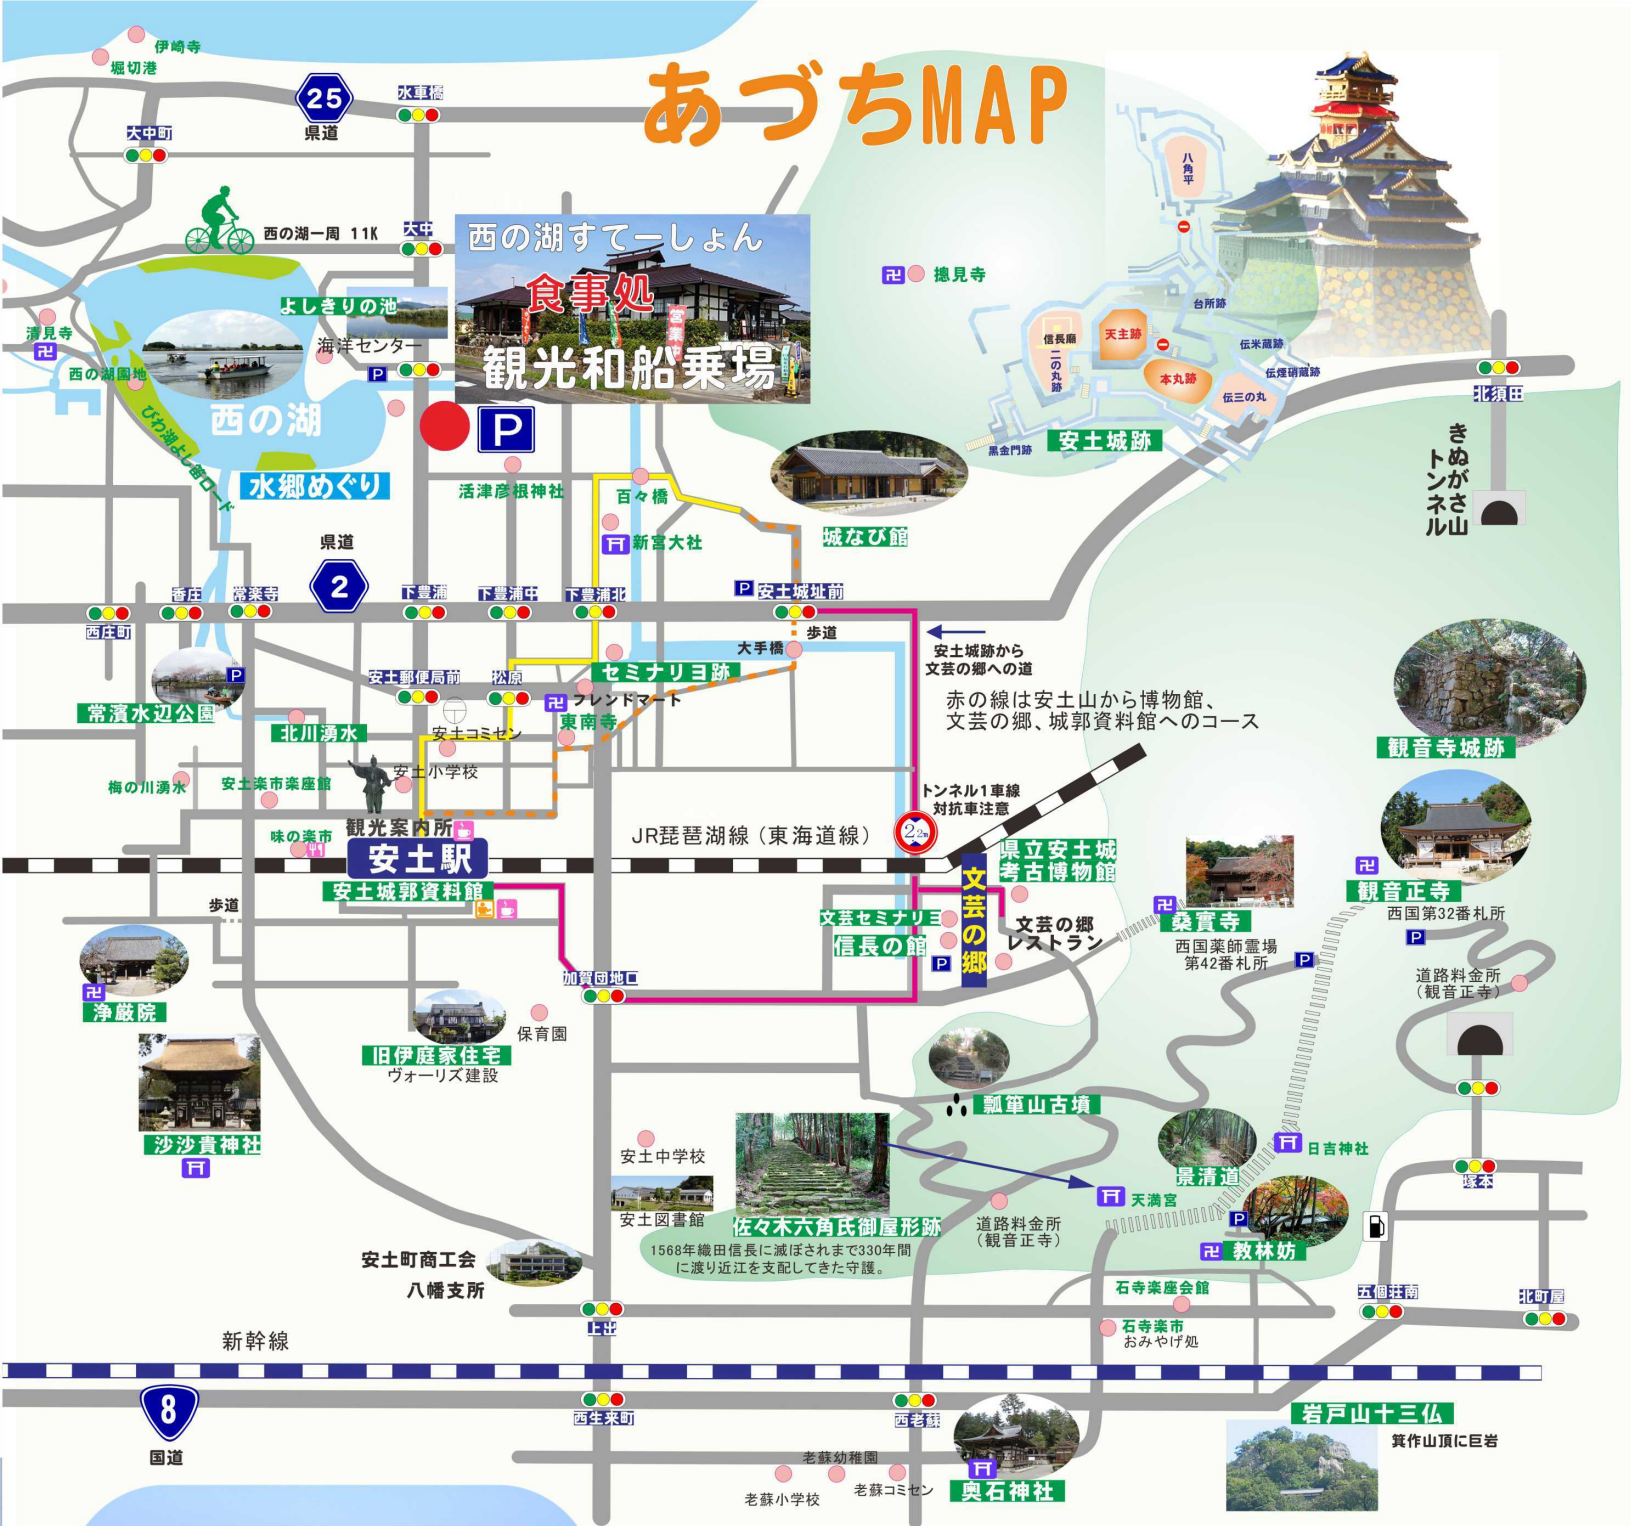 あづちMAP
伊崎寺
堀切港
25
県道
水車橋
大中町
西の湖一周 11K
大中
西の湖すてーしょん
食事処
営業中
観光和船乗場
P
よしきりの池
海洋センター
P
清見寺
卍
西の湖園地
びわ湖よし笛ロード
西の湖
水郷めぐり
八角平
卍
摠見寺
台所跡
信長廟
二の丸跡
天主跡
本丸跡
伝米蔵跡
伝煙硝蔵跡
伝三の丸
黒金門跡
安土城跡
北須田
きぬがさ山
トンネル
活津彦根神社
百々橋
新宮大社
城なび館
県道
2
西庄町
香庄
常楽寺
下豊浦
下豊浦中
下豊浦北
P
安土城址前
歩道
大手橋
安土城跡から
文芸の郷への道
赤の線は安土山から博物館、
文芸の郷、城郭資料館へのコース
P
常濱水辺公園
北川湧水
安土郵便局前
松原
セミナリヨ跡
卍
フレンドマート
東南寺
安土コミセン
安土小学校
梅の川湧水
安土楽市楽座館
味の楽市
観光案内所
安土駅
安土城郭資料館
JR琵琶湖線（東海道線）
トンネル1車線
対抗車注意
2.2m
県立安土城
考古博物館
文芸の郷
文芸セミナリヨ
信長の館
P
文芸の郷
レストラン
観音寺城跡
卍
観音正寺
西国第32番札所
P
卍
桑實寺
西国薬師霊場
第42番札所
P
道路料金所
（観音正寺）
歩道
卍
浄厳院
沙沙貴神社
旧伊庭家住宅
ヴォーリズ建設
保育園
加賀団地口
瓢箪山古墳
安土中学校
安土図書館
佐々木六角氏御屋形跡
1568年織田信長に滅ぼされまで330年間
に渡り近江を支配してきた守護。
天満宮
道路料金所
（観音正寺）
景清道
日吉神社
P
卍
教林妨
塚本
安土町商工会
八幡支所
石寺楽座会館
石寺楽市
おみやげ処
五個荘南
北町屋
上出
新幹線
8
国道
西生来町
西老蘇
老蘇幼稚園
老蘇小学校
老蘇コミセン
奥石神社
岩戸山十三仏
箕作山頂に巨岩